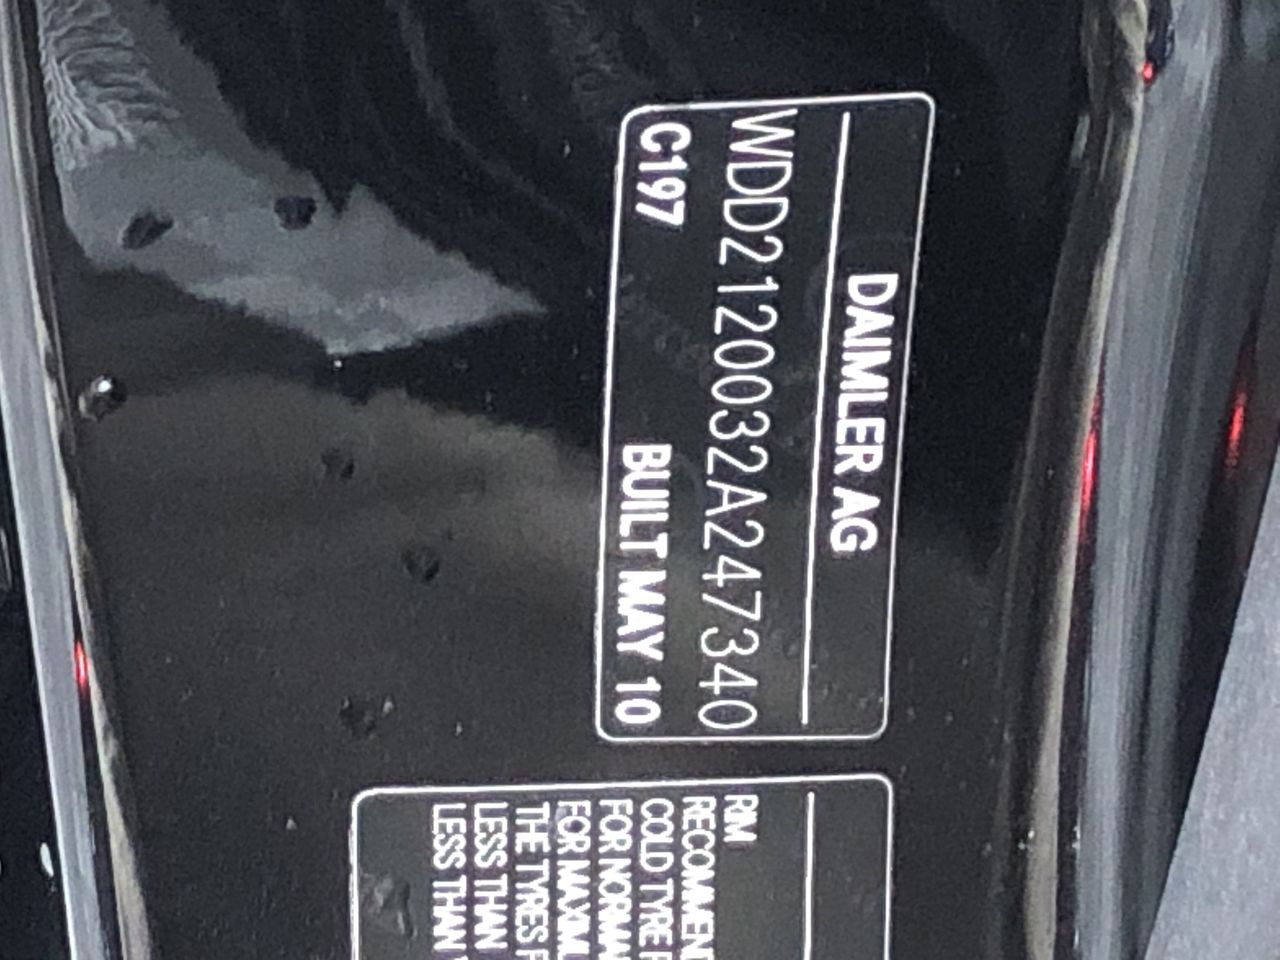 DAIMLER AG
WDD2120032A247340
C197 BUILT MAY 10
RIM
RECOMMEN
COLD TYRE
FOR NORMA
FOR MAXIM
THE TYRES
LESS THAN
LESS THAN